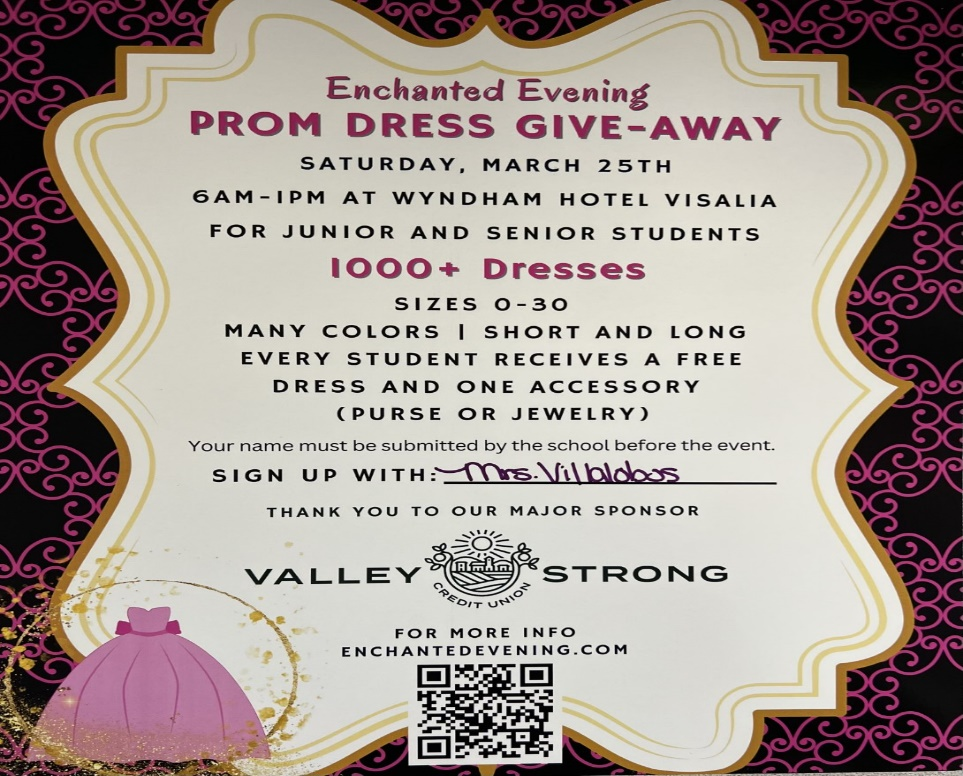 Enchanted Evening
PROM DRESS GIVE-AWAY
SATURDAY, MARCH 25TH
6AM-1PM AT WYNDHAM HOTEL VISALIA
FOR JUNIOR AND SENIOR STUDENTS
1000+ Dresses
SIZES 0-30
MANY COLORS | SHORT AND LONG
EVERY STUDENT RECEIVES A FREE
DRESS AND ONE ACCESSORY
(PURSE OR JEWELRY)
Your name must be submitted by the school before the event.
SIGN UP WITH: Mrs. Villalobos
THANK YOU TO OUR MAJOR SPONSOR
VALLEY STRONG
CREDIT UNION
FOR MORE INFO
ENCHANTEDEVENING.COM